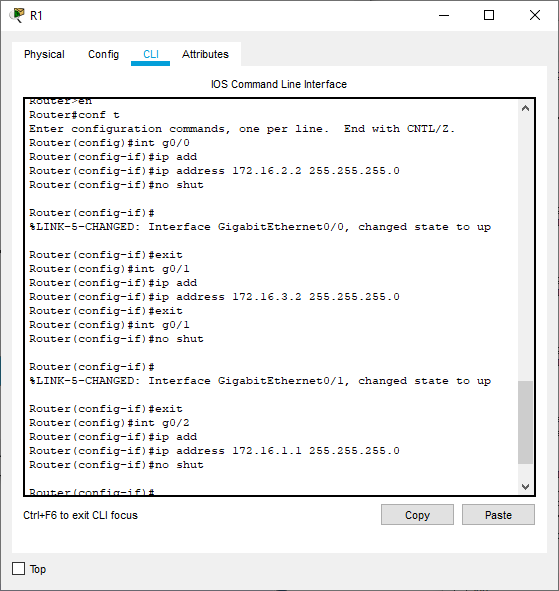 R1
Physical Config CLI Attributes
IOS Command Line Interface
Router>en
Router#conf t
Enter configuration commands, one per line.  End with CNTL/Z.
Router(config)#int g0/0
Router(config-if)#ip add
Router(config-if)#ip address 172.16.2.2 255.255.255.0
Router(config-if)#no shut
Router(config-if)#
%LINK-5-CHANGED: Interface GigabitEthernet0/0, changed state to up
Router(config-if)#exit
Router(config)#int g0/1
Router(config-if)#ip add
Router(config-if)#ip address 172.16.3.2 255.255.255.0
Router(config-if)#exit
Router(config)#int g0/1
Router(config-if)#no shut
Router(config-if)#
%LINK-5-CHANGED: Interface GigabitEthernet0/1, changed state to up
Router(config-if)#exit
Router(config)#int g0/2
Router(config-if)#ip add
Router(config-if)#ip address 172.16.1.1 255.255.255.0
Router(config-if)#no shut
Router(config-if)#
Ctrl+F6 to exit CLI focus
Copy Paste
Top